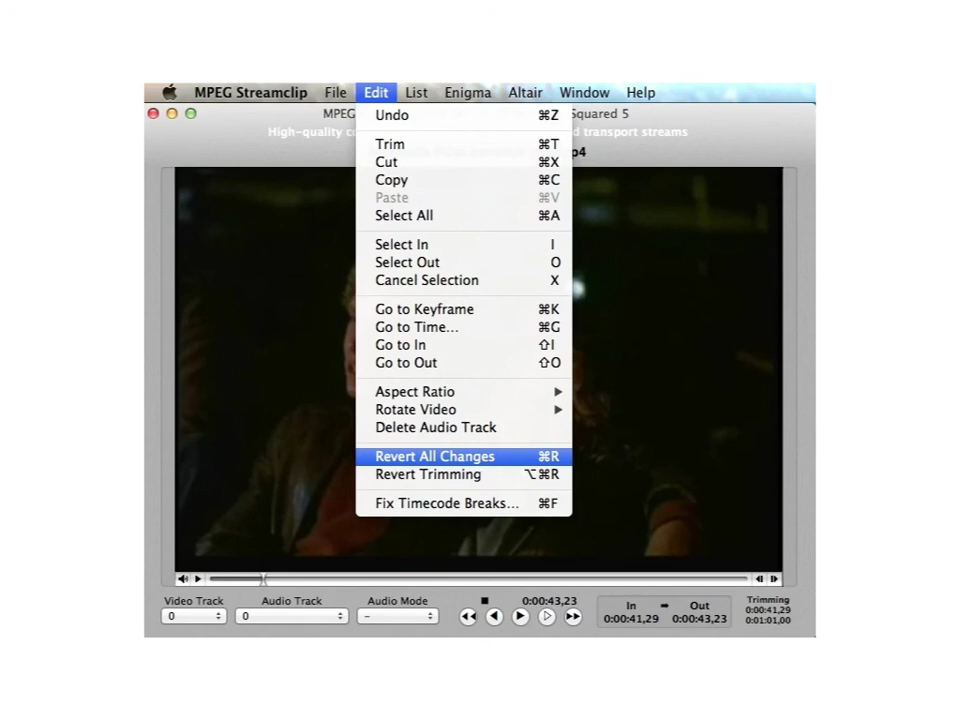 MPEG Streamclip File Edit List Enigma Altair Window Help
MPEG Squared 5
High-quality co d transport streams
p4
Undo ⌘Z
Trim ⌘T
Cut ⌘X
Copy ⌘C
Paste ⌘V
Select All ⌘A
Select In I
Select Out O
Cancel Selection X
Go to Keyframe ⌘K
Go to Time... ⌘G
Go to In ⇧I
Go to Out ⇧O
Aspect Ratio ▶
Rotate Video ▶
Delete Audio Track
Revert All Changes ⌘R
Revert Trimming ⌥⌘R
Fix Timecode Breaks... ⌘F
Video Track Audio Track Audio Mode 0:00:43,23 In ➡ Out Trimming
0 0 – 0:00:41,29 0:00:43,23 0:00:41,29
0:01:01,00